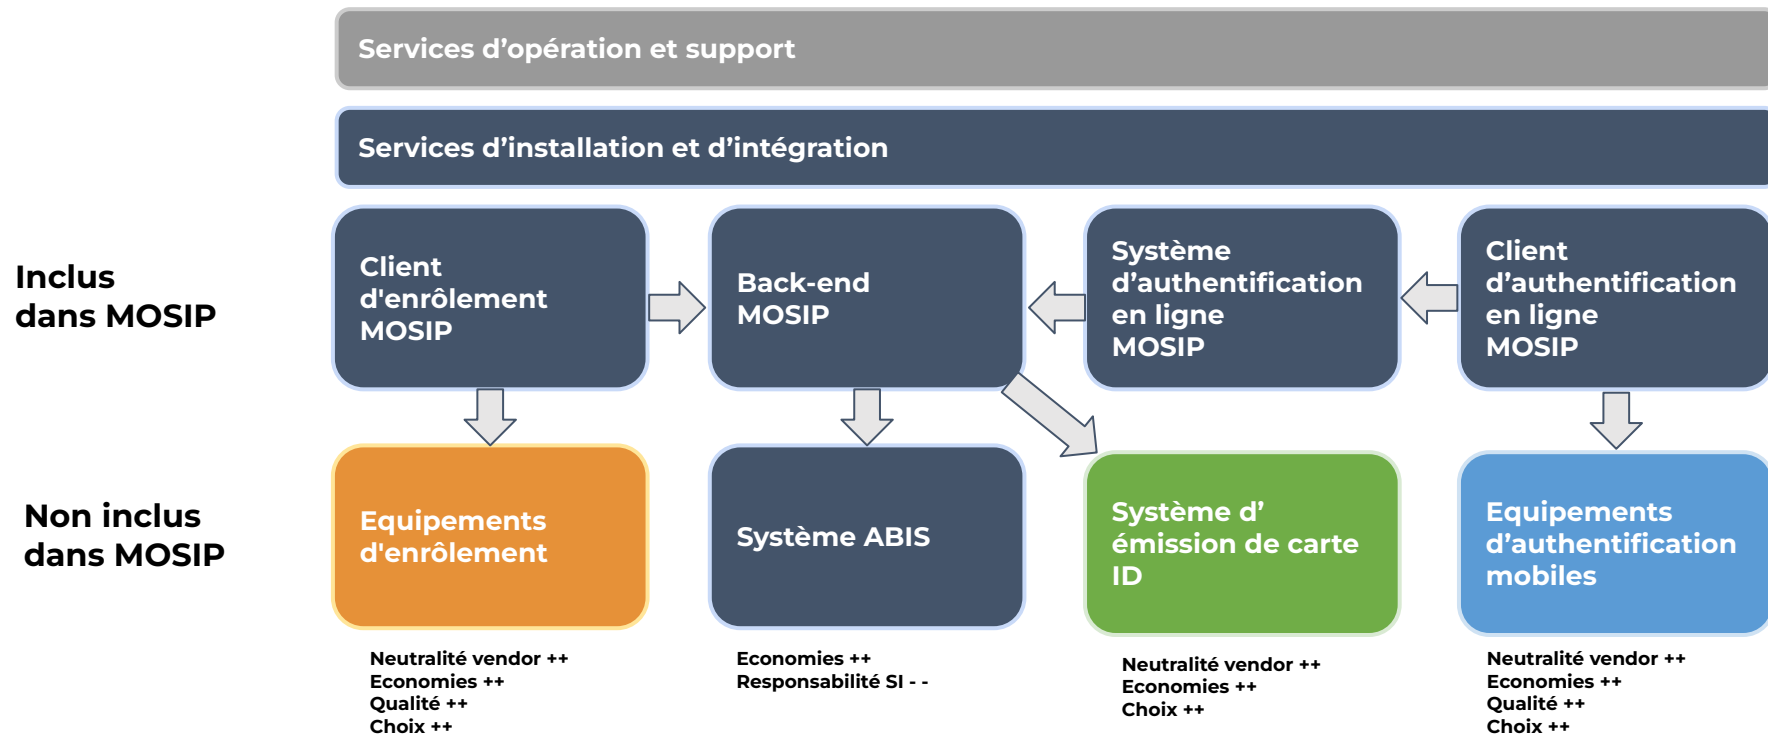 Services d’opération et support
Services d’installation et d’intégration
Inclus
dans MOSIP
Client
d'enrôlement
MOSIP
Back-end
MOSIP
Système
d’authentification
en ligne
MOSIP
Client
d’authentification
en ligne
MOSIP
Non inclus
dans MOSIP
Equipements
d'enrôlement
Système ABIS
Système d’
émission de carte
ID
Equipements
d’authentification
mobiles
Neutralité vendor ++
Economies ++
Qualité ++
Choix ++
Economies ++
Responsabilité SI - -
Neutralité vendor ++
Economies ++
Choix ++
Neutralité vendor ++
Economies ++
Qualité ++
Choix ++